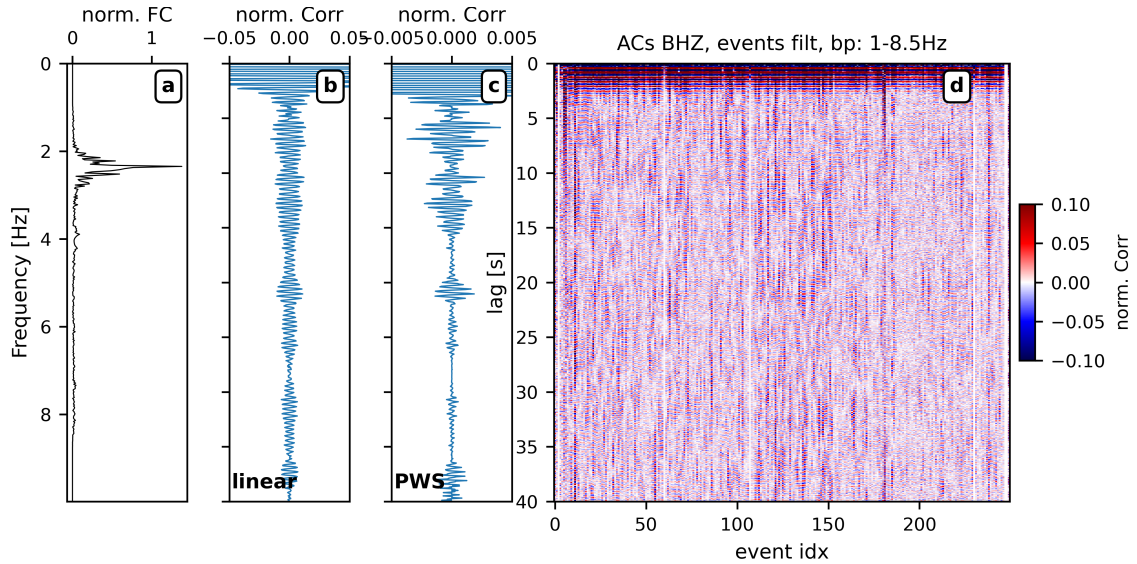 norm. FC
0 1
a
0
2
4
6
8
Frequency [Hz]
norm. Corr
−0.05 0.00 0.05
b
linear
norm. Corr
−0.005 0.000 0.005
c
PWS
ACs BHZ, events filt, bp: 1-8.5Hz
d
0
5
10
15
20
25
30
35
40
lag [s]
0 50 100 150 200
event idx
0.10
0.05
0.00
−0.05
−0.10
norm. Corr